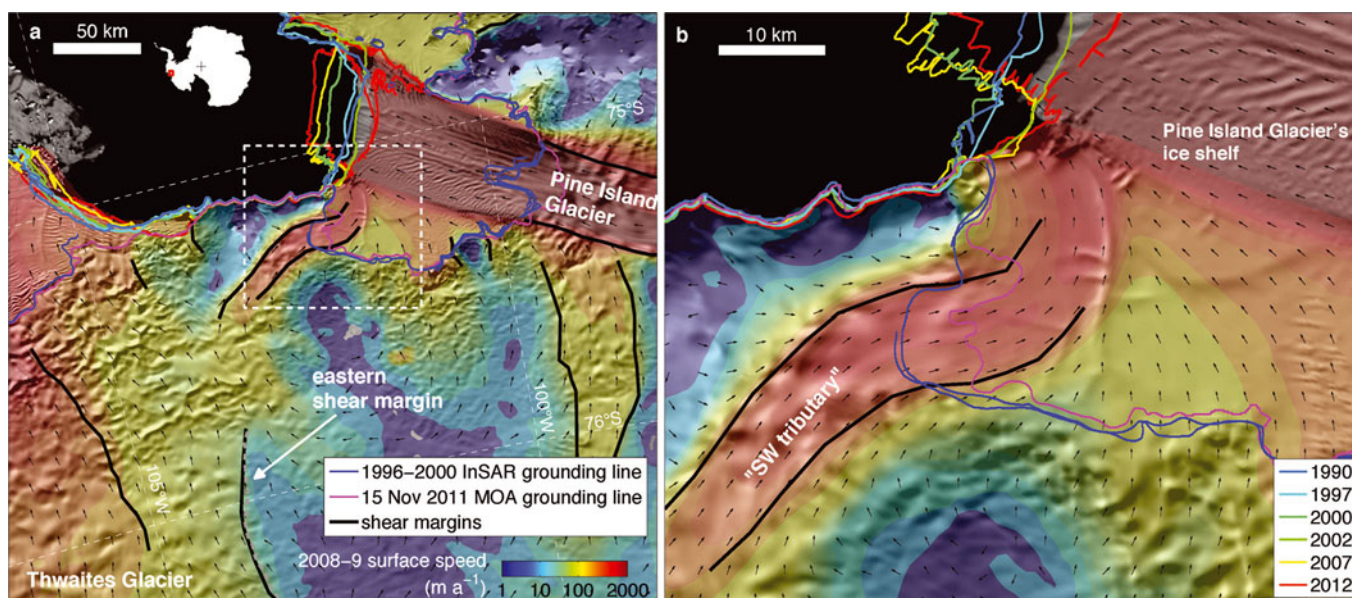 a
50 km
75°S
Pine Island
Glacier
eastern
shear margin
100°W
76°S
105°W
1996–2000 InSAR grounding line
15 Nov 2011 MOA grounding line
shear margins
2008–9 surface speed
(m a⁻¹)
1 10 100 2000
Thwaites Glacier
b
10 km
Pine Island Glacier's
ice shelf
"SW tributary"
1990
1997
2000
2002
2007
2012